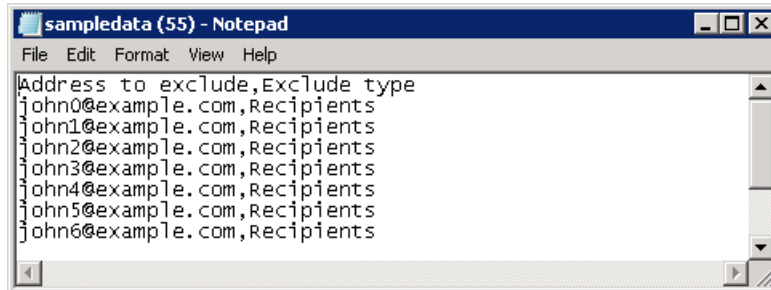 sampledata (55) - Notepad
File Edit Format View Help
Address to exclude,Exclude type
john0@example.com,Recipients
john1@example.com,Recipients
john2@example.com,Recipients
john3@example.com,Recipients
john4@example.com,Recipients
john5@example.com,Recipients
john6@example.com,Recipients